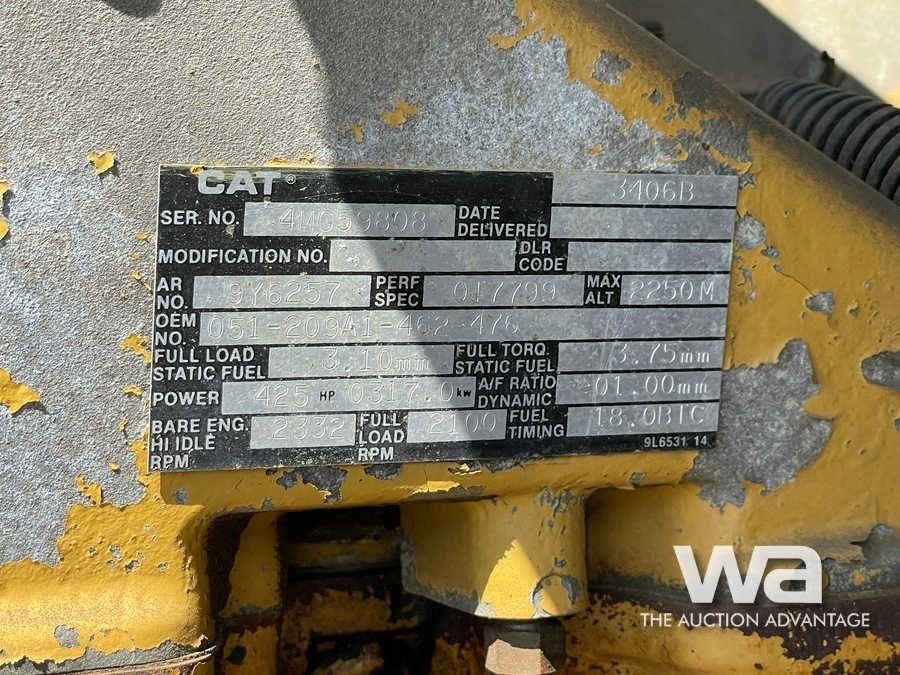 CAT® 3406B
SER. NO. 4MG59808 DATE DELIVERED
MODIFICATION NO. DLR CODE
AR NO. 9Y6257 PERF SPEC 0T7799 MAX ALT 2250M
OEM NO. 051-209A1-462-476
FULL LOAD STATIC FUEL 3.10mm FULL TORQ. STATIC FUEL 3.75mm
POWER 425 HP 0317.0 kw A/F RATIO DYNAMIC -01.00mm
BARE ENG. HI IDLE RPM 2332 FULL LOAD RPM 2100 FUEL TIMING 18.0BTC
9L6531 14
wa
THE AUCTION ADVANTAGE